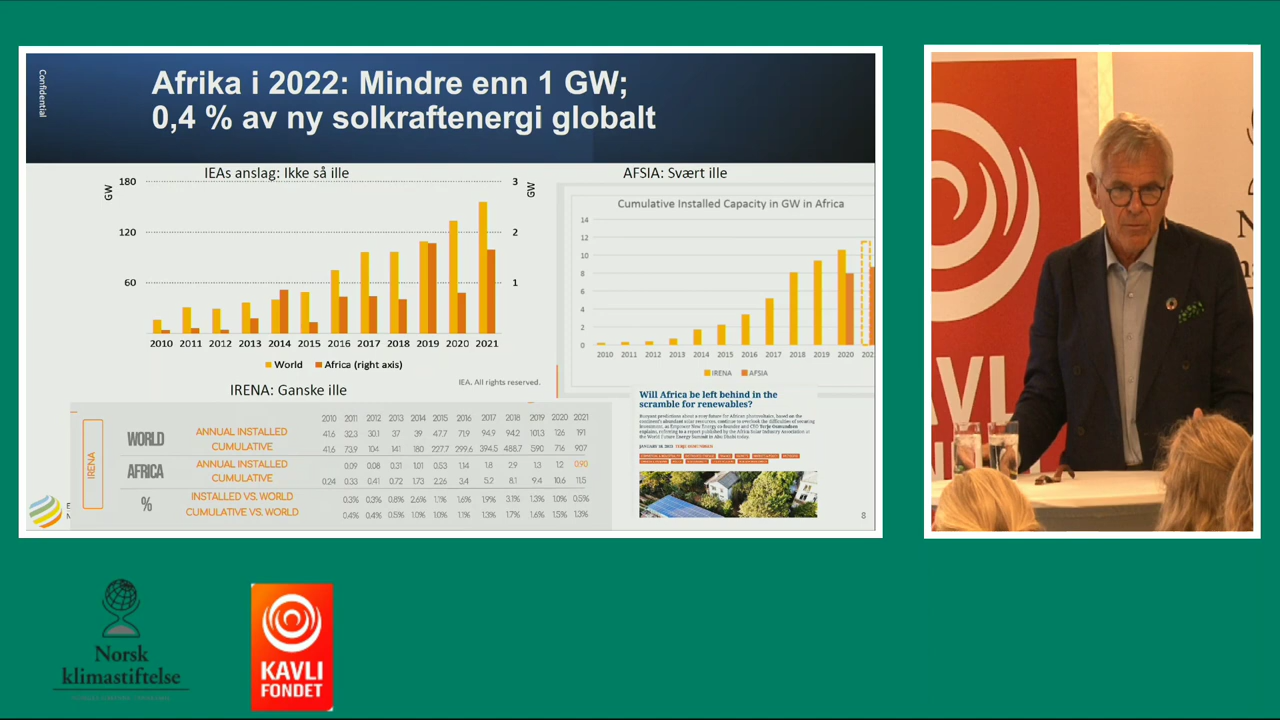 Confidential
Afrika i 2022: Mindre enn 1 GW;
0,4 % av ny solkraftenergi globalt
IEAs anslag: Ikke så ille
GW
180
120
60
3
2
1
GW
2010 2011 2012 2013 2014 2015 2016 2017 2018 2019 2020 2021
World Africa (right axis)
IEA. All rights reserved.
AFSIA: Svært ille
Cumulative Installed Capacity in GW in Africa
14
12
10
8
6
4
2
0
2010 2011 2012 2013 2014 2015 2016 2017 2018 2019 2020 202
IRENA AFSIA
IRENA: Ganske ille
IRENA
2010 2011 2012 2013 2014 2015 2016 2017 2018 2019 2020 2021
WORLD
ANNUAL INSTALLED 41.6 32.3 30.1 37 39 47.7 71.9 94.9 94.2 101.3 126 191
CUMULATIVE 41.6 73.9 104 141 180 227.7 299.6 394.5 488.7 590 716 907
AFRICA
ANNUAL INSTALLED 0.09 0.08 0.31 1.01 0.53 1.14 1.8 2.9 1.3 1.2 0.90
CUMULATIVE 0.24 0.33 0.41 0.72 1.73 2.26 3.4 5.2 8.1 9.4 10.6 11.5
%
INSTALLED VS. WORLD 0.3% 0.3% 0.8% 2.6% 1.1% 1.6% 1.9% 3.1% 1.3% 1.0% 0.5%
CUMULATIVE VS. WORLD 0.4% 0.4% 0.5% 1.0% 1.0% 1.1% 1.3% 1.7% 1.6% 1.5% 1.3%
Will Africa be left behind in the
scramble for renewables?
8
KAVLI
Norsk
klimastiftelse
KAVLI
FONDET